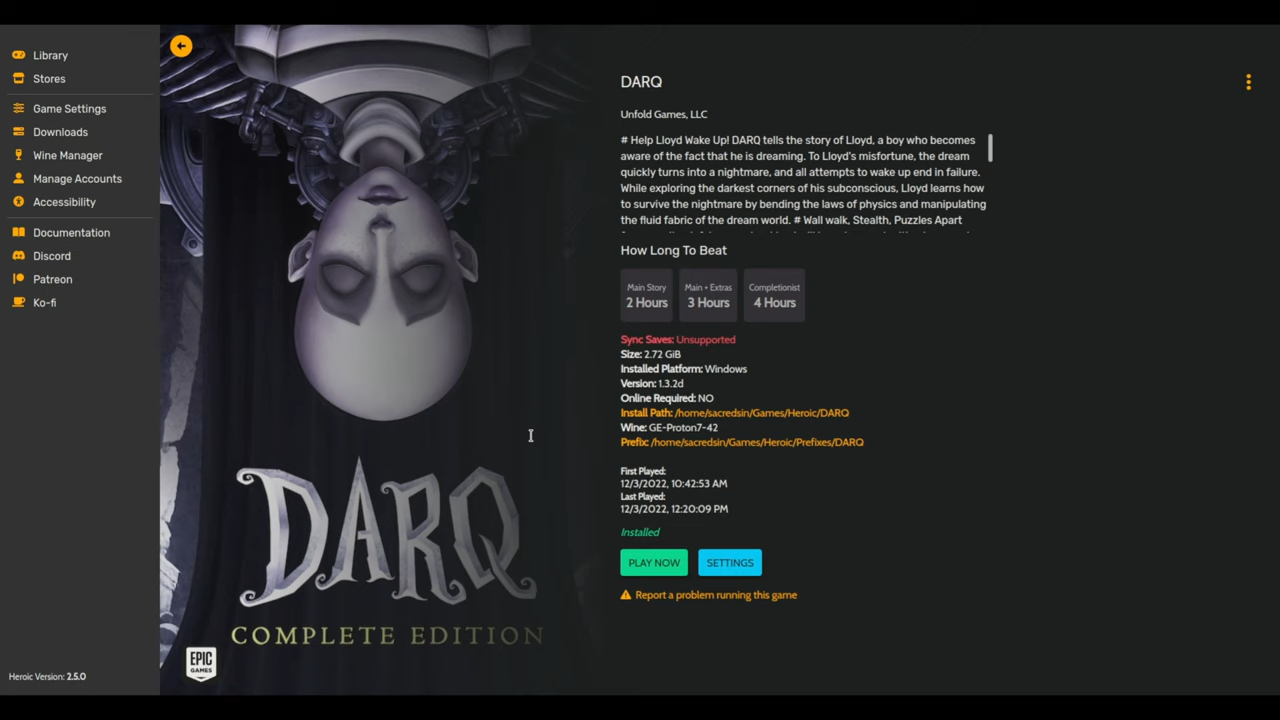 Library
Stores
Game Settings
Downloads
Wine Manager
Manage Accounts
Accessibility
Documentation
Discord
Patreon
Ko-fi
Heroic Version: 2.5.0
DARQ
COMPLETE EDITION
EPIC
GAMES
DARQ
Unfold Games, LLC
# Help Lloyd Wake Up! DARQ tells the story of Lloyd, a boy who becomes
aware of the fact that he is dreaming. To Lloyd's misfortune, the dream
quickly turns into a nightmare, and all attempts to wake up end in failure.
While exploring the darkest corners of his subconscious, Lloyd learns how
to survive the nightmare by bending the laws of physics and manipulating
the fluid fabric of the dream world. # Wall walk, Stealth, Puzzles Apart
How Long To Beat
Main Story
2 Hours
Main + Extras
3 Hours
Completionist
4 Hours
Sync Saves: Unsupported
Size: 2.72 GiB
Installed Platform: Windows
Version: 1.3.2d
Online Required: NO
Install Path: /home/sacredsin/Games/Heroic/DARQ
Wine: GE-Proton7-42
Prefix: /home/sacredsin/Games/Heroic/Prefixes/DARQ
First Played:
12/3/2022, 10:42:53 AM
Last Played:
12/3/2022, 12:20:09 PM
Installed
PLAY NOW
SETTINGS
Report a problem running this game